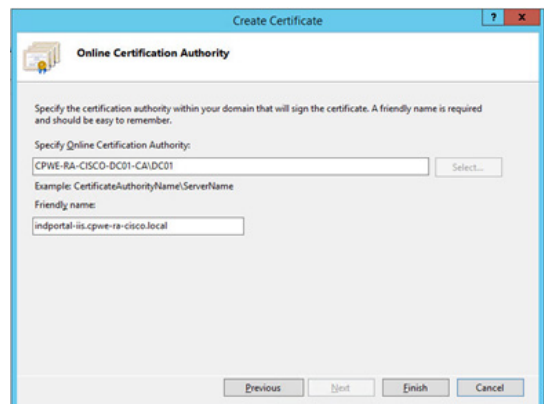 Create Certificate
? x
Online Certification Authority
Specify the certification authority within your domain that will sign the certificate. A friendly name is required
and should be easy to remember.
Specify Online Certification Authority:
CPWE-RA-CISCO-DC01-CA\DC01
Select...
Example: CertificateAuthorityName\ServerName
Friendly name:
indportal-iis.cpwe-ra-cisco.local
Previous Next Finish Cancel